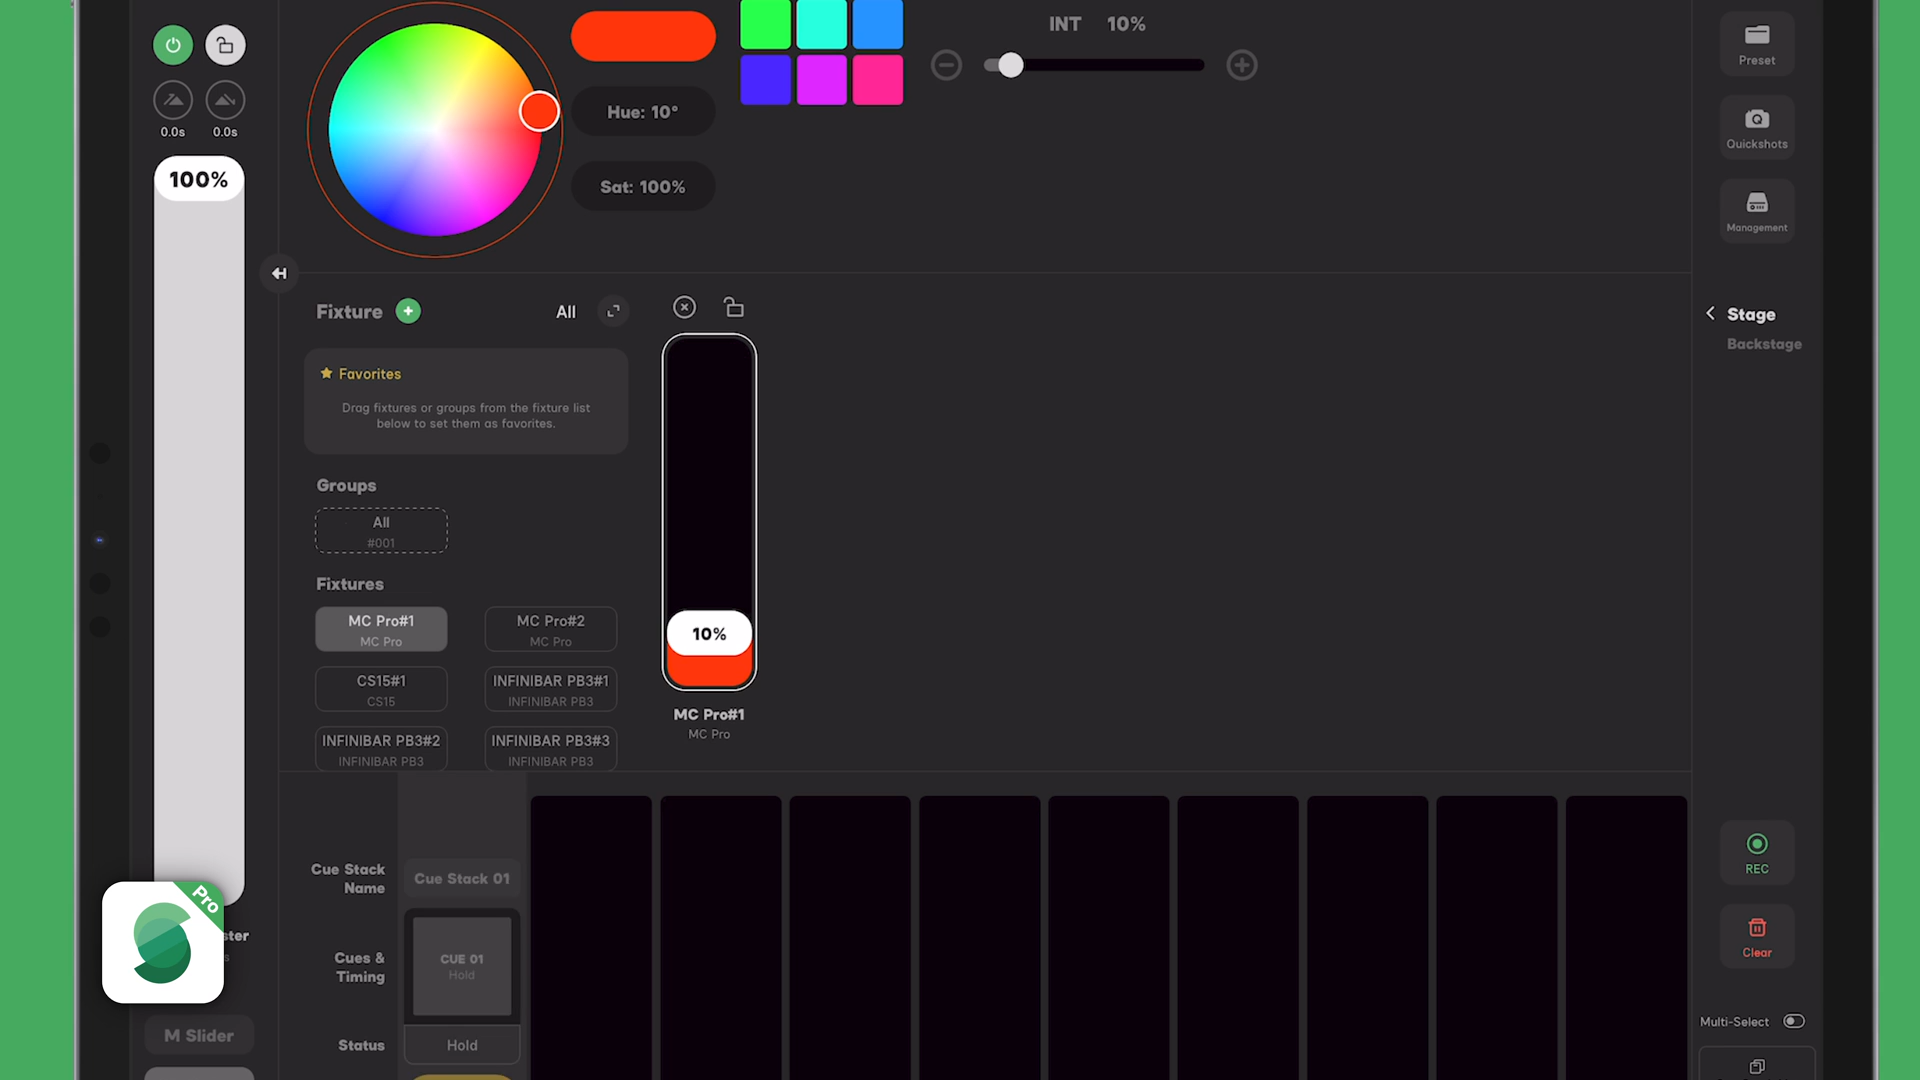 0.0s 0.0s
100%
Hue: 10°
Sat: 100%
INT 10%
Preset
Quickshots
Management
Stage
Backstage
Fixture All
Favorites
Drag fixtures or groups from the fixture list
below to set them as favorites.
Groups
All
#001
Fixtures
MC Pro#1
MC Pro
MC Pro#2
MC Pro
CS15#1
CS15
INFINIBAR PB3#1
INFINIBAR PB3
INFINIBAR PB3#2
INFINIBAR PB3
INFINIBAR PB3#3
INFINIBAR PB3
10%
MC Pro#1
MC Pro
Cue Stack
Name
Cue Stack 01
Cues &
Timing
CUE 01
Hold
Status
Hold
Pro
ster
s
M Slider
REC
Clear
Multi-Select